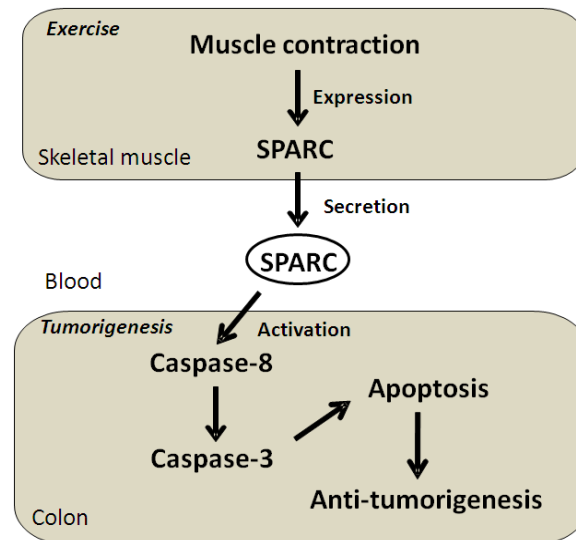 Exercise
Muscle contraction
Expression
SPARC
Skeletal muscle
Secretion
SPARC
Blood
Tumorigenesis
Activation
Caspase-8
Apoptosis
Caspase-3
Anti-tumorigenesis
Colon